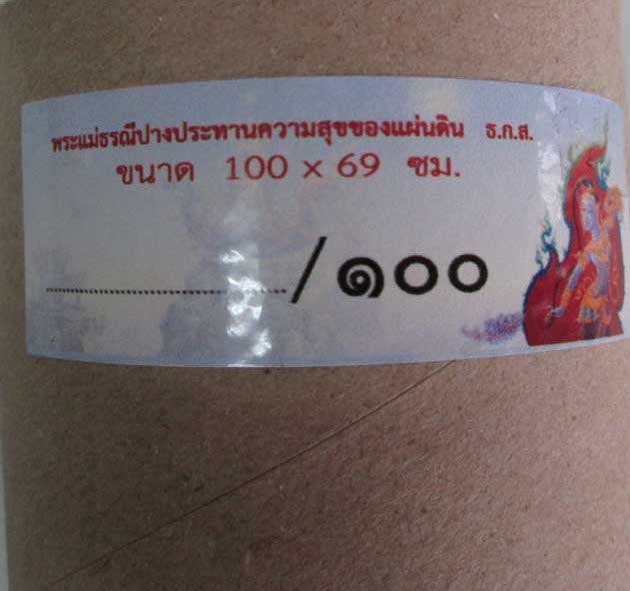 พระแม่ธรณีปางประทานความสุขของแผ่นดิน ธ.ก.ส.
ขนาด 100 x 69 ซม.
........................../๑๐๐